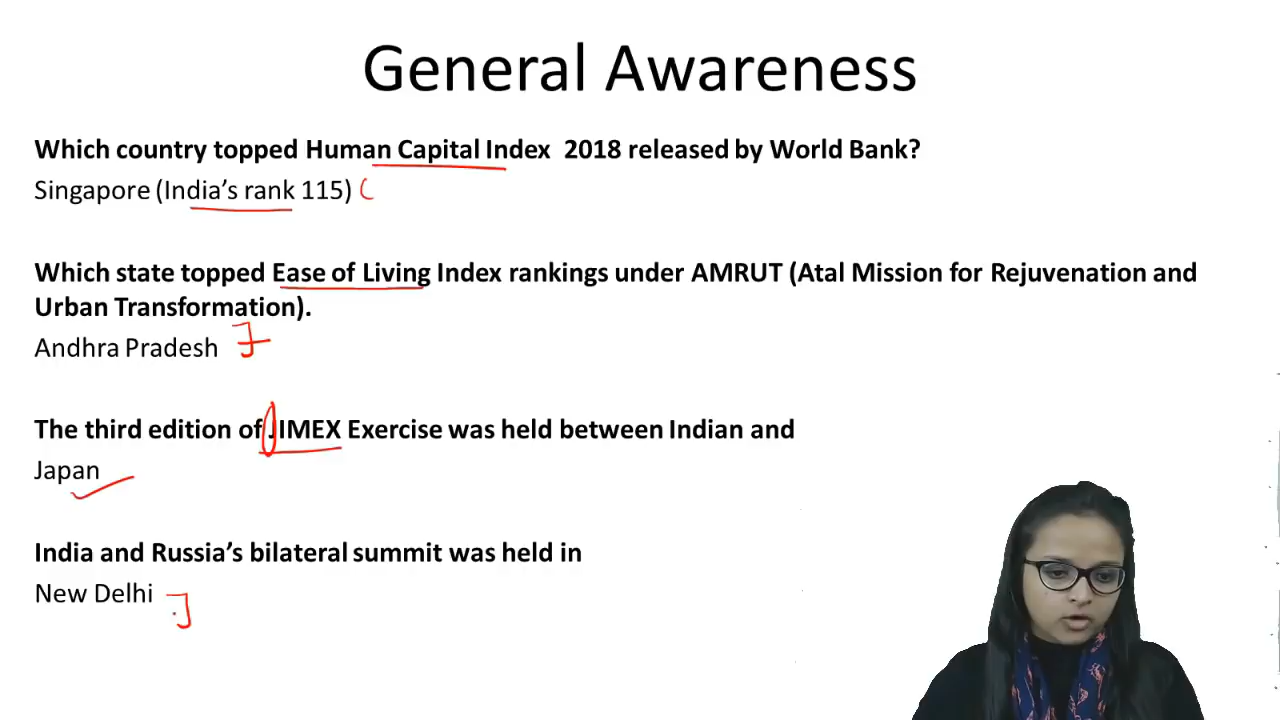 General Awareness
Which country topped Human Capital Index 2018 released by World Bank?
Singapore (India's rank 115) (
Which state topped Ease of Living Index rankings under AMRUT (Atal Mission for Rejuvenation and
Urban Transformation).
Andhra Pradesh
The third edition of JIMEX Exercise was held between Indian and
Japan
India and Russia's bilateral summit was held in
New Delhi